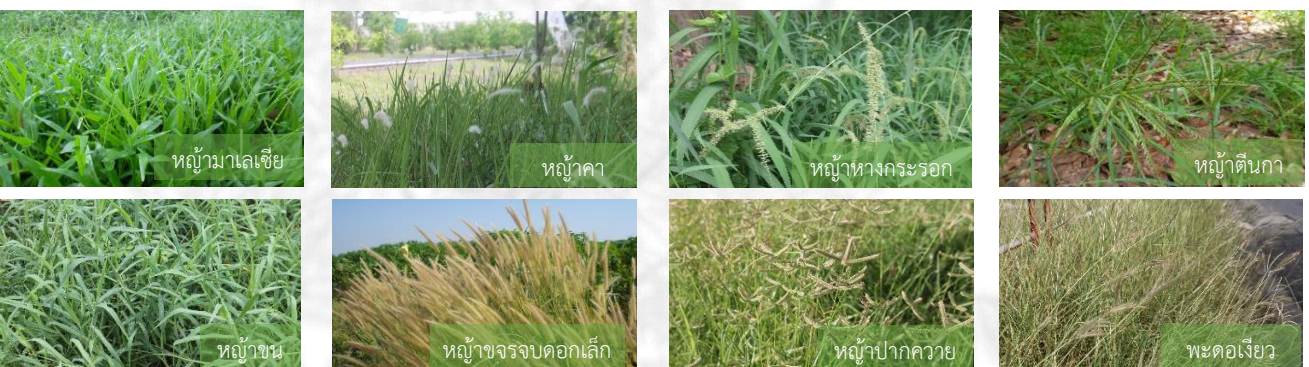 หญ้ามาเลเซีย
หญ้าคา
หญ้าหางกระรอก
หญ้าตีนกา
หญ้าขน
หญ้าขจรจบดอกเล็ก
หญ้าปากควาย
พะดอเงี้ยว